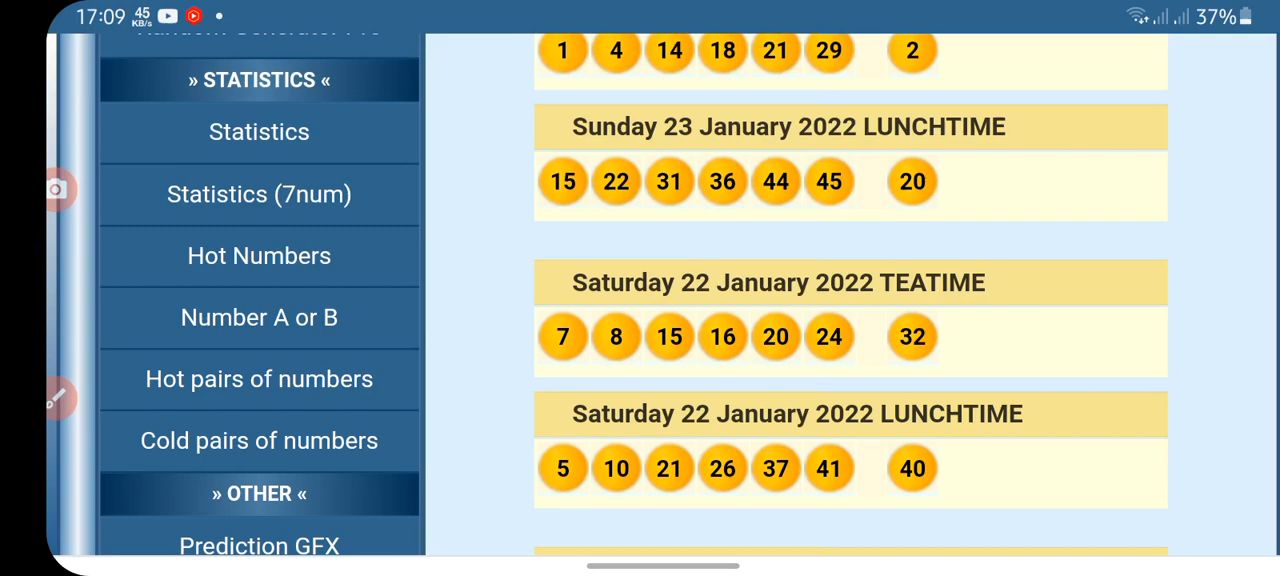 17:09 45 KB/s 37%
» STATISTICS «
Statistics
Statistics (7num)
Hot Numbers
Number A or B
Hot pairs of numbers
Cold pairs of numbers
» OTHER «
Prediction GFX
1 4 14 18 21 29 2
Sunday 23 January 2022 LUNCHTIME
15 22 31 36 44 45 20
Saturday 22 January 2022 TEATIME
7 8 15 16 20 24 32
Saturday 22 January 2022 LUNCHTIME
5 10 21 26 37 41 40